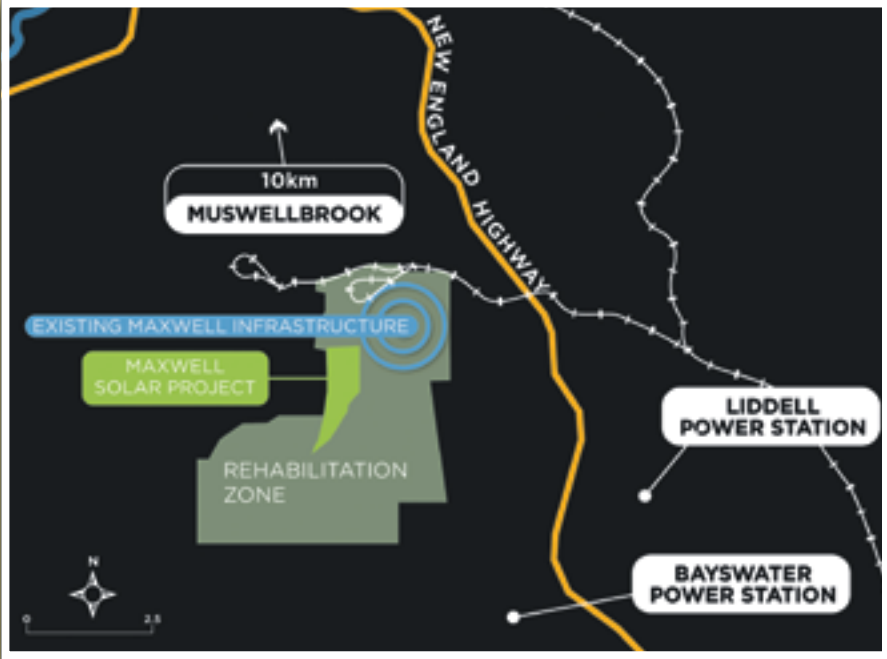 NEW ENGLAND HIGHWAY
10km
MUSWELLBROOK
EXISTING MAXWELL INFRASTRUCTURE
MAXWELL
SOLAR PROJECT
LIDDELL
POWER STATION
REHABILITATION
ZONE
N
BAYSWATER
POWER STATION
0
2.5